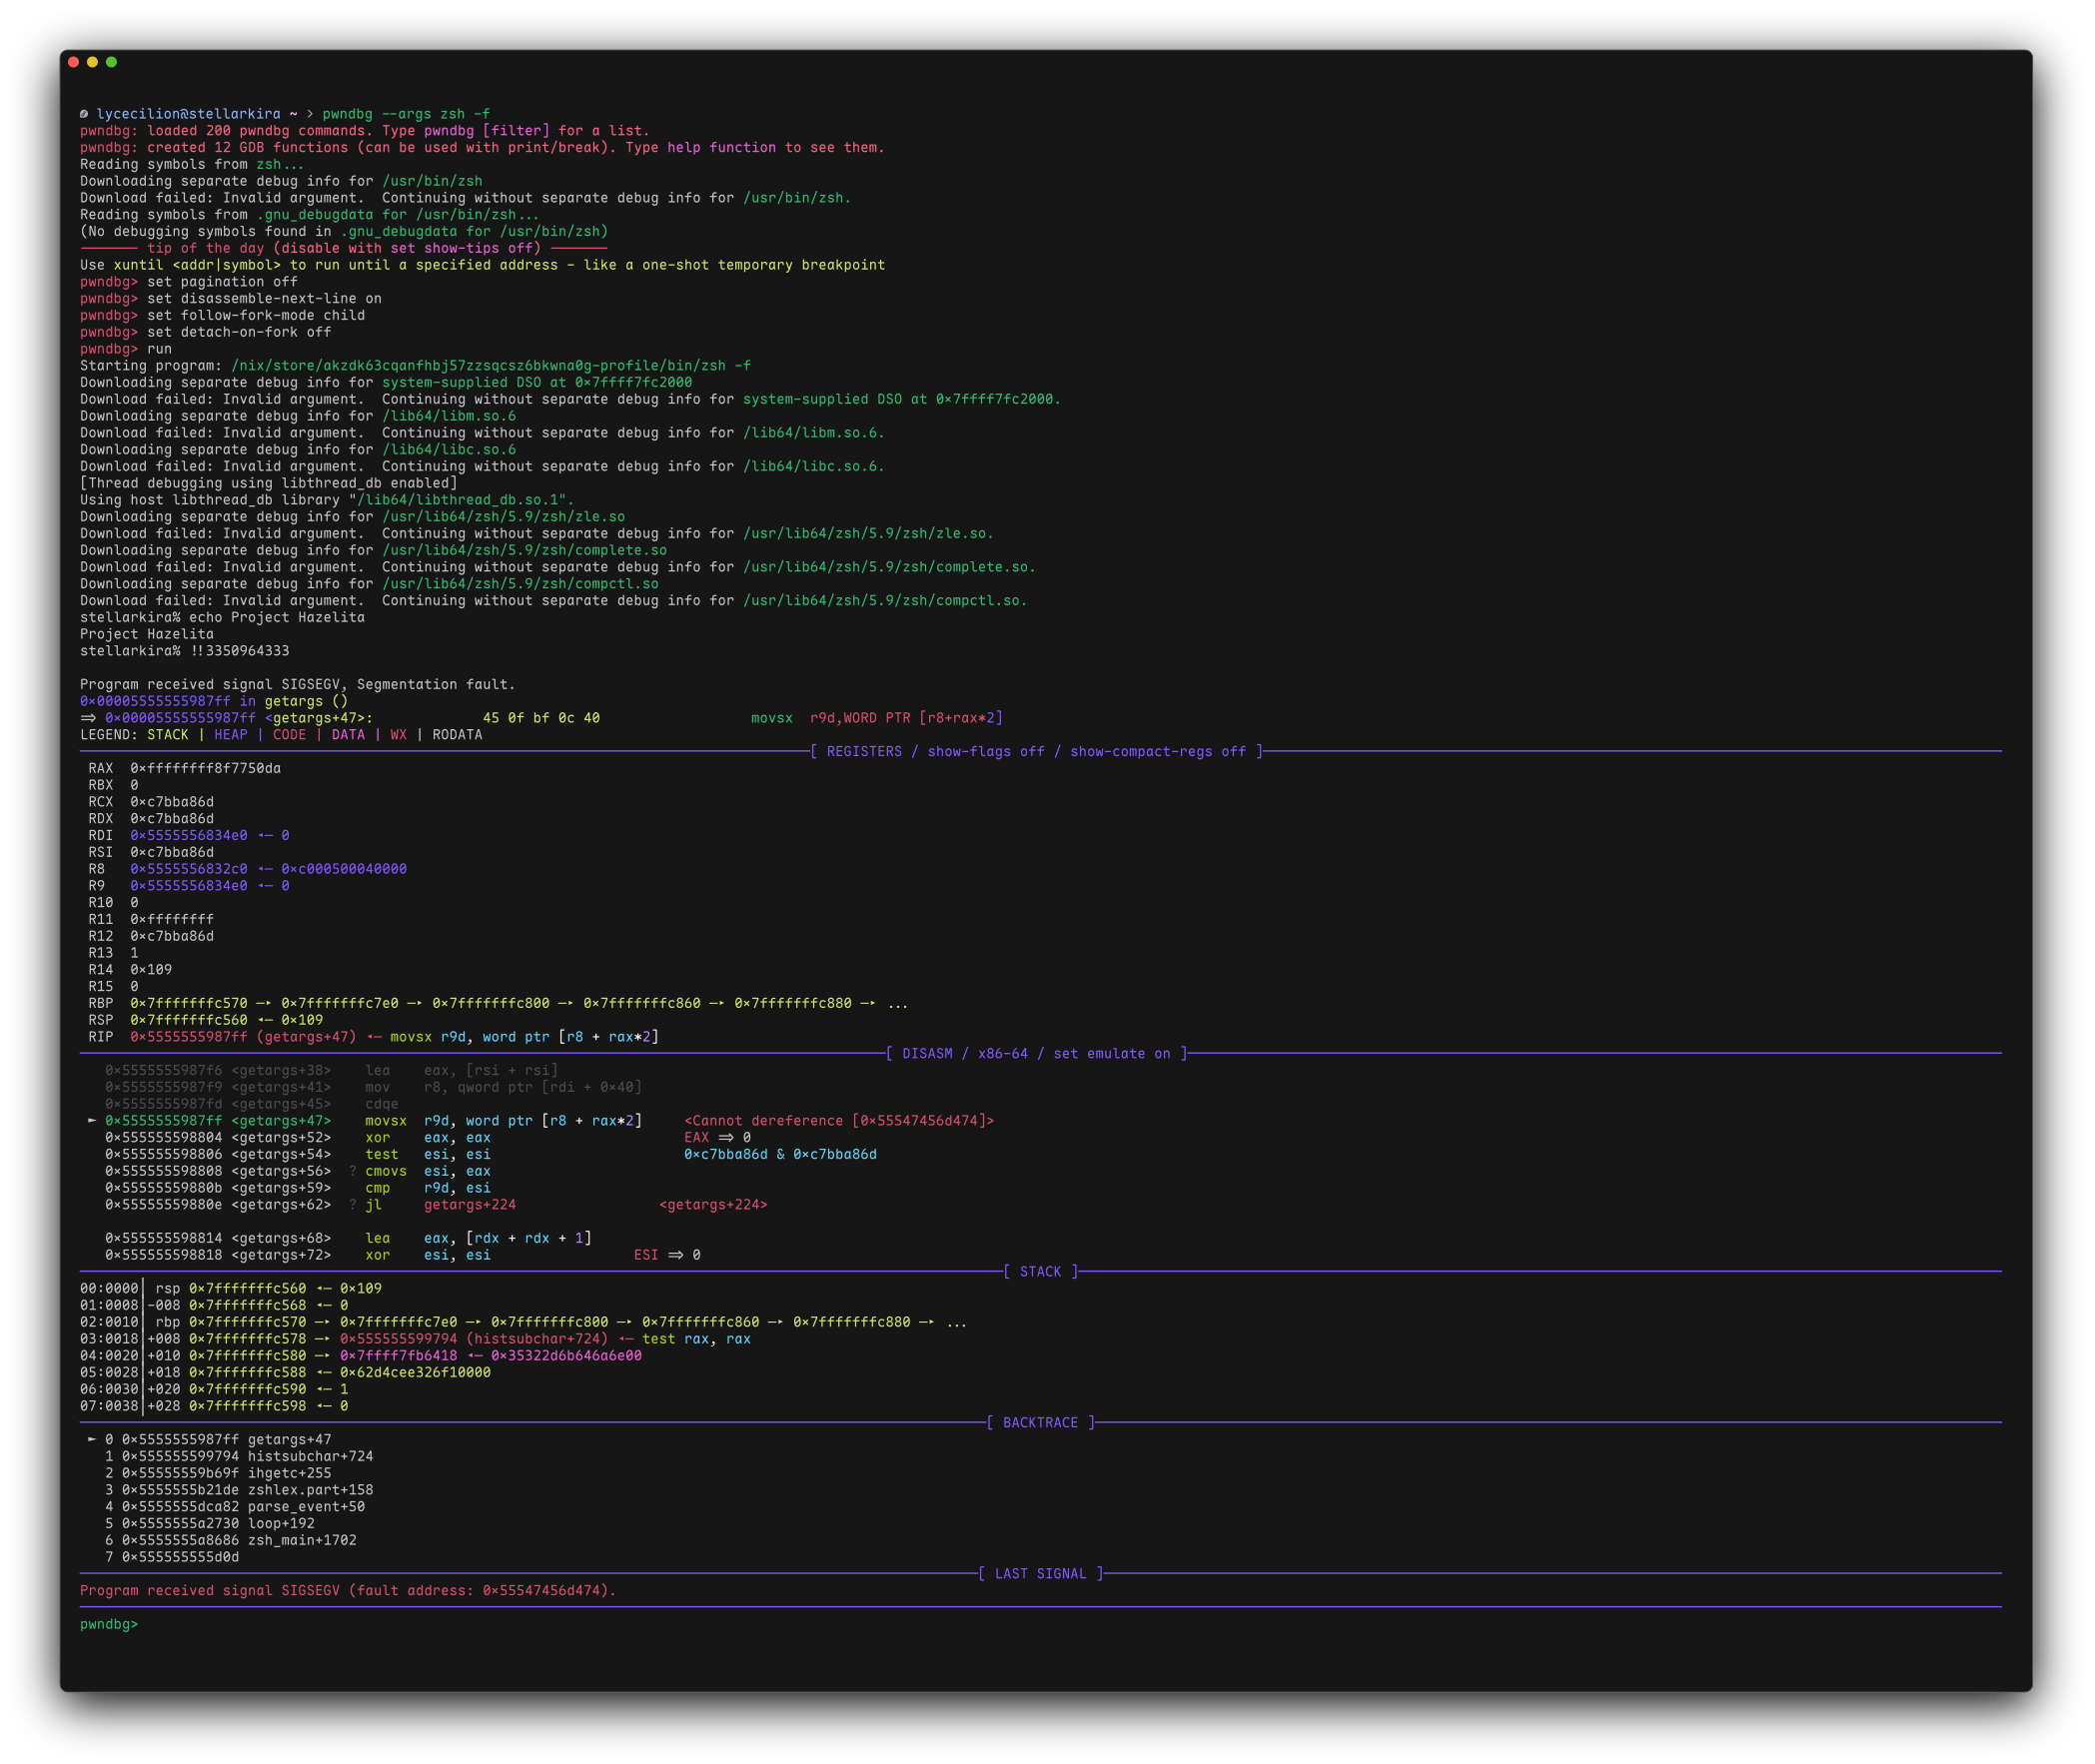 lycecilion@stellarkira ~ > pwndbg --args zsh -f
pwndbg: loaded 200 pwndbg commands. Type pwndbg [filter] for a list.
pwndbg: created 12 GDB functions (can be used with print/break). Type help function to see them.
Reading symbols from zsh...
Downloading separate debug info for /usr/bin/zsh
Download failed: Invalid argument.  Continuing without separate debug info for /usr/bin/zsh.
Reading symbols from .gnu_debugdata for /usr/bin/zsh...
(No debugging symbols found in .gnu_debugdata for /usr/bin/zsh)
─────── tip of the day (disable with set show-tips off) ───────
Use xuntil <addr|symbol> to run until a specified address - like a one-shot temporary breakpoint
pwndbg> set pagination off
pwndbg> set disassemble-next-line on
pwndbg> set follow-fork-mode child
pwndbg> set detach-on-fork off
pwndbg> run
Starting program: /nix/store/akzdk63cqanfhbj57zzsqcsz6bkwna0g-profile/bin/zsh -f
Downloading separate debug info for system-supplied DSO at 0x7ffff7fc2000
Download failed: Invalid argument.  Continuing without separate debug info for system-supplied DSO at 0x7ffff7fc2000.
Downloading separate debug info for /lib64/libm.so.6
Download failed: Invalid argument.  Continuing without separate debug info for /lib64/libm.so.6.
Downloading separate debug info for /lib64/libc.so.6
Download failed: Invalid argument.  Continuing without separate debug info for /lib64/libc.so.6.
[Thread debugging using libthread_db enabled]
Using host libthread_db library "/lib64/libthread_db.so.1".
Downloading separate debug info for /usr/lib64/zsh/5.9/zsh/zle.so
Download failed: Invalid argument.  Continuing without separate debug info for /usr/lib64/zsh/5.9/zsh/zle.so.
Downloading separate debug info for /usr/lib64/zsh/5.9/zsh/complete.so
Download failed: Invalid argument.  Continuing without separate debug info for /usr/lib64/zsh/5.9/zsh/complete.so.
Downloading separate debug info for /usr/lib64/zsh/5.9/zsh/compctl.so
Download failed: Invalid argument.  Continuing without separate debug info for /usr/lib64/zsh/5.9/zsh/compctl.so.
stellarkira% echo Project Hazelita
Project Hazelita
stellarkira% !!3350964333
Program received signal SIGSEGV, Segmentation fault.
0x00005555555987ff in getargs ()
=> 0x00005555555987ff <getargs+47>:	45 0f bf 0c 40	movsx  r9d,WORD PTR [r8+rax*2]
LEGEND: STACK | HEAP | CODE | DATA | WX | RODATA
[ REGISTERS / show-flags off / show-compact-regs off ]
RAX  0xffffffff8f7750da
RBX  0
RCX  0xc7bba86d
RDX  0xc7bba86d
RDI  0x5555556834e0 ◂— 0
RSI  0xc7bba86d
R8   0x5555556832c0 ◂— 0xc000500040000
R9   0x5555556834e0 ◂— 0
R10  0
R11  0xffffffff
R12  0xc7bba86d
R13  1
R14  0x109
R15  0
RBP  0x7fffffffc570 —▸ 0x7fffffffc7e0 —▸ 0x7fffffffc800 —▸ 0x7fffffffc860 —▸ 0x7fffffffc880 —▸ ...
RSP  0x7fffffffc560 ◂— 0x109
RIP  0x5555555987ff (getargs+47) ◂— movsx r9d, word ptr [r8 + rax*2]
[ DISASM / x86-64 / set emulate on ]
0x5555555987f6 <getargs+38>    lea    eax, [rsi + rsi]
0x5555555987f9 <getargs+41>    mov    r8, qword ptr [rdi + 0x40]
0x5555555987fd <getargs+45>    cdqe
► 0x5555555987ff <getargs+47>    movsx  r9d, word ptr [r8 + rax*2]     <Cannot dereference [0x55547456d474]>
0x555555598804 <getargs+52>    xor    eax, eax                       EAX => 0
0x555555598806 <getargs+54>    test   esi, esi                       0xc7bba86d & 0xc7bba86d
0x555555598808 <getargs+56>  ? cmovs  esi, eax
0x55555559880b <getargs+59>    cmp    r9d, esi
0x55555559880e <getargs+62>  ? jl     getargs+224                 <getargs+224>
0x555555598814 <getargs+68>    lea    eax, [rdx + rdx + 1]
0x555555598818 <getargs+72>    xor    esi, esi                 ESI => 0
[ STACK ]
00:0000│ rsp 0x7fffffffc560 ◂— 0x109
01:0008│-008 0x7fffffffc568 ◂— 0
02:0010│ rbp 0x7fffffffc570 —▸ 0x7fffffffc7e0 —▸ 0x7fffffffc800 —▸ 0x7fffffffc860 —▸ 0x7fffffffc880 —▸ ...
03:0018│+008 0x7fffffffc578 —▸ 0x555555599794 (histsubchar+724) ◂— test rax, rax
04:0020│+010 0x7fffffffc580 —▸ 0x7ffff7fb6418 ◂— 0x35322d6b646a6e00
05:0028│+018 0x7fffffffc588 ◂— 0x62d4cee326f10000
06:0030│+020 0x7fffffffc590 ◂— 1
07:0038│+028 0x7fffffffc598 ◂— 0
[ BACKTRACE ]
► 0 0x5555555987ff getargs+47
1 0x555555599794 histsubchar+724
2 0x55555559b69f ihgetc+255
3 0x5555555b21de zshlex.part+158
4 0x5555555dca82 parse_event+50
5 0x5555555a2730 loop+192
6 0x5555555a8686 zsh_main+1702
7 0x555555555d0d
[ LAST SIGNAL ]
Program received signal SIGSEGV (fault address: 0x55547456d474).
pwndbg>